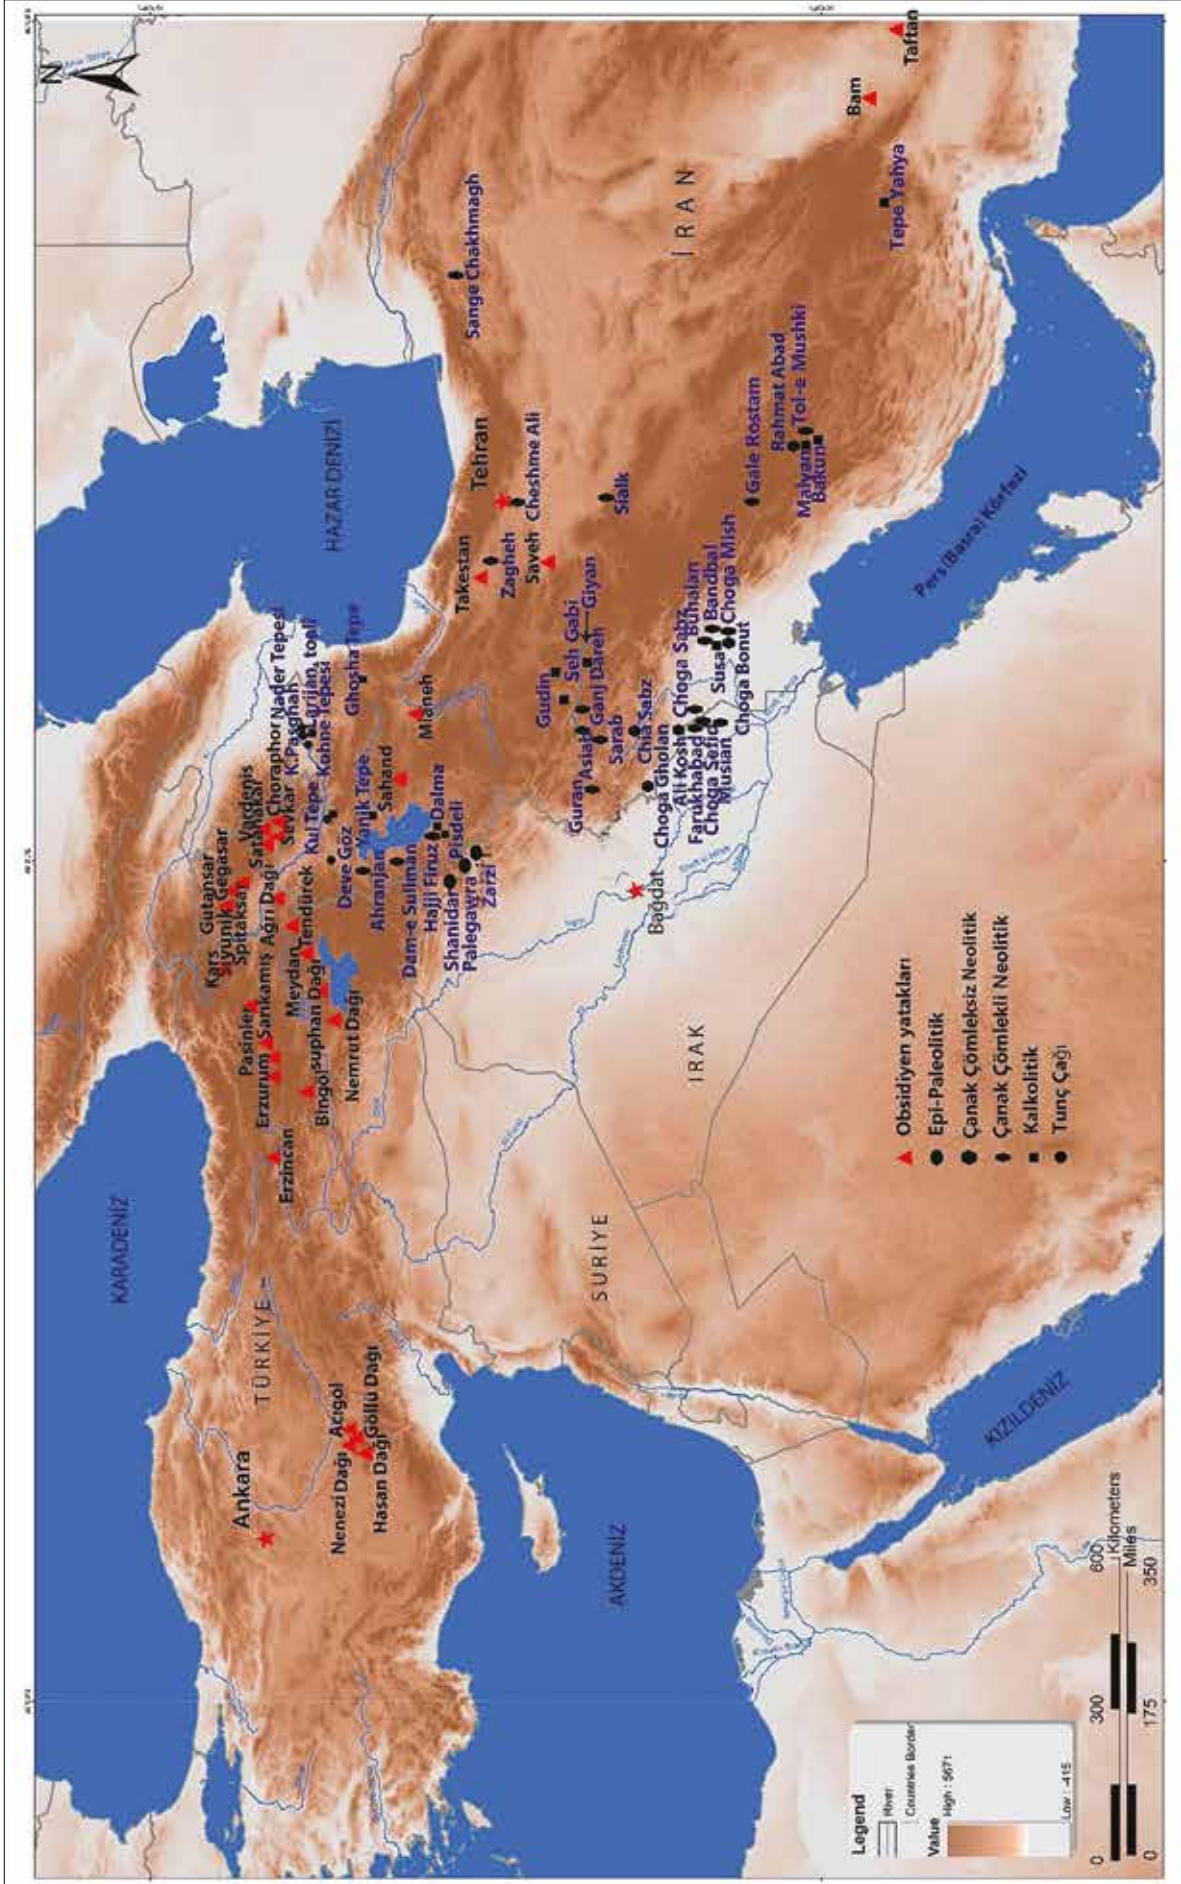 N
KARADENİZ
HAZAR DENİZİ
AKDENİZ
KIZILDENİZ
Pers (Basra) Körfezi
TÜRKİYE
SURİYE
IRAK
İRAN
Ankara
Tehran
Bağdat
Nenezi Dağı
Acıgöl
Göllü Dağı
Hasan Dağı
Erzincan
Erzurum
Pasinler
Sarıkamış
Kars
Bingöl
Nemrut Dağı
suphan Dağı
Meydan
Tendürek
Ağrı Dağı
Gutansar
Gegasar
Syunik
Spitaksar
Satanakar
Vardenis
Sevkar
Choraphor
Nader Tepesi
K.Pasghah
Larijan, topli
Kohne Tepesi
Kul Tepe
Ghosha Tepe
Deve Göz
Yanik Tepe
Ahranjan
Sahand
Mianeh
Dam-e Suliman
Hajji Firuz
Dalma
Pisdeli
Shanidar
Palegawra
Zarzi
Takestan
Zagheh
Saveh
Cheshme Ali
Sange Chakhmagh
Sialk
Gudin
Seh Gabi
Giyan
Ganj Dareh
Asiab
Sarab
Guran
Chia Sabz
Choga Gholan
Ali Kosh
Farukhabad
Choga Sefid
Musian
Choga Sabz
Buhalan
Bandbal
Choga Mish
Susa
Choga Bonut
Gale Rostam
Rahmat Abad
Tol-e Mushki
Malyan
Bakun
Tepe Yahya
Bam
Taftan
Obsidiyen yatakları
Epi-Paleolitik
Çanak Çömleksiz Neolitik
Çanak Çömlekli Neolitik
Kalkolitik
Tunç Çağı
Legend
River
Countries Border
Value
High : 5671
Low : -415
0 300 600
Kilometers
Miles
0 175 350